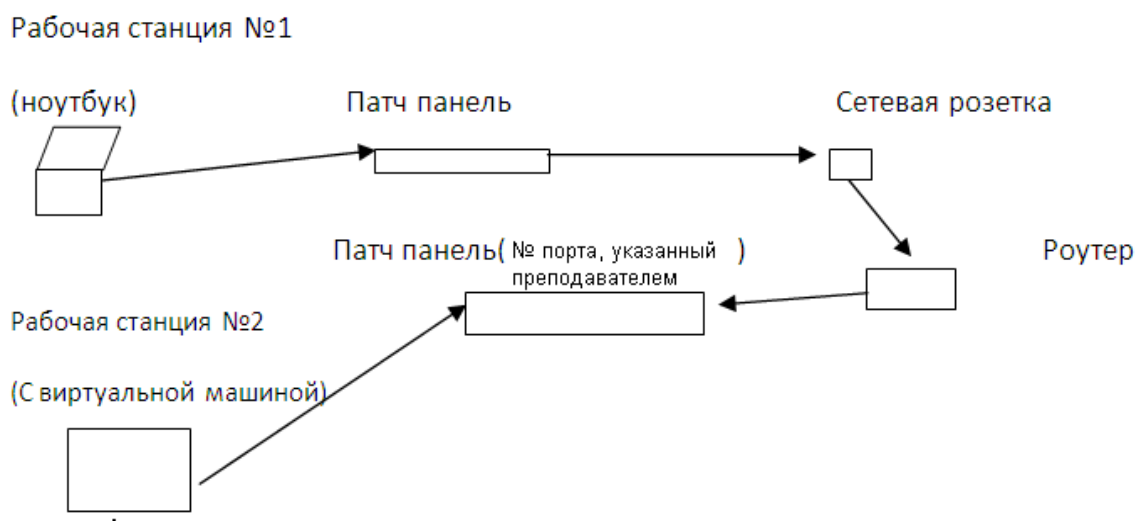 Рабочая станция №1
(ноутбук)
Патч панель
Сетевая розетка
Патч панель( № порта, указанный )
преподавателем
Роутер
Рабочая станция №2
(С виртуальной машиной)